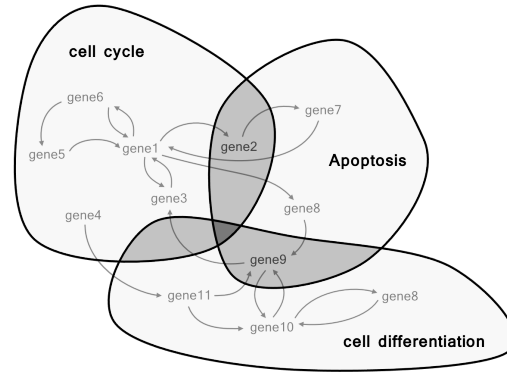 cell cycle
gene6
gene7
gene5
gene1
gene2
Apoptosis
gene3
gene8
gene4
gene9
gene11
gene8
gene10
cell differentiation